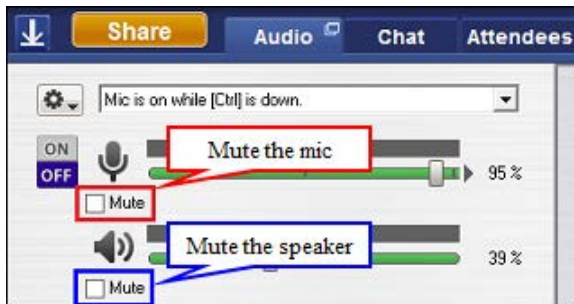 Share Audio Chat Attendees
Mic is on while [Ctrl] is down.
ON
OFF
Mute the mic
95 %
Mute
Mute the speaker
39 %
Mute